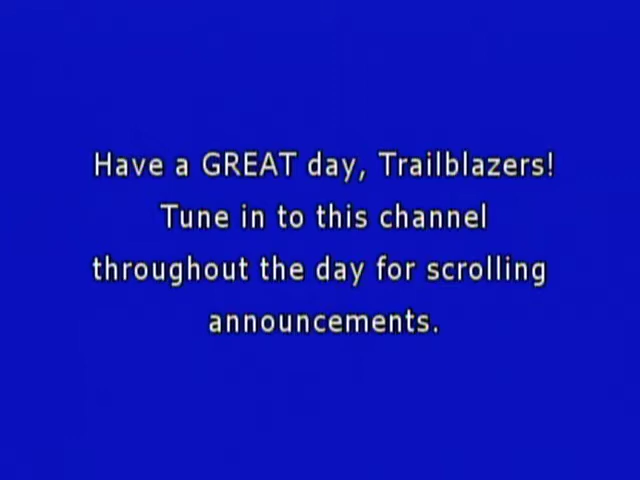 Have a GREAT day, Trailblazers!
Tune in to this channel
throughout the day for scrolling
announcements.